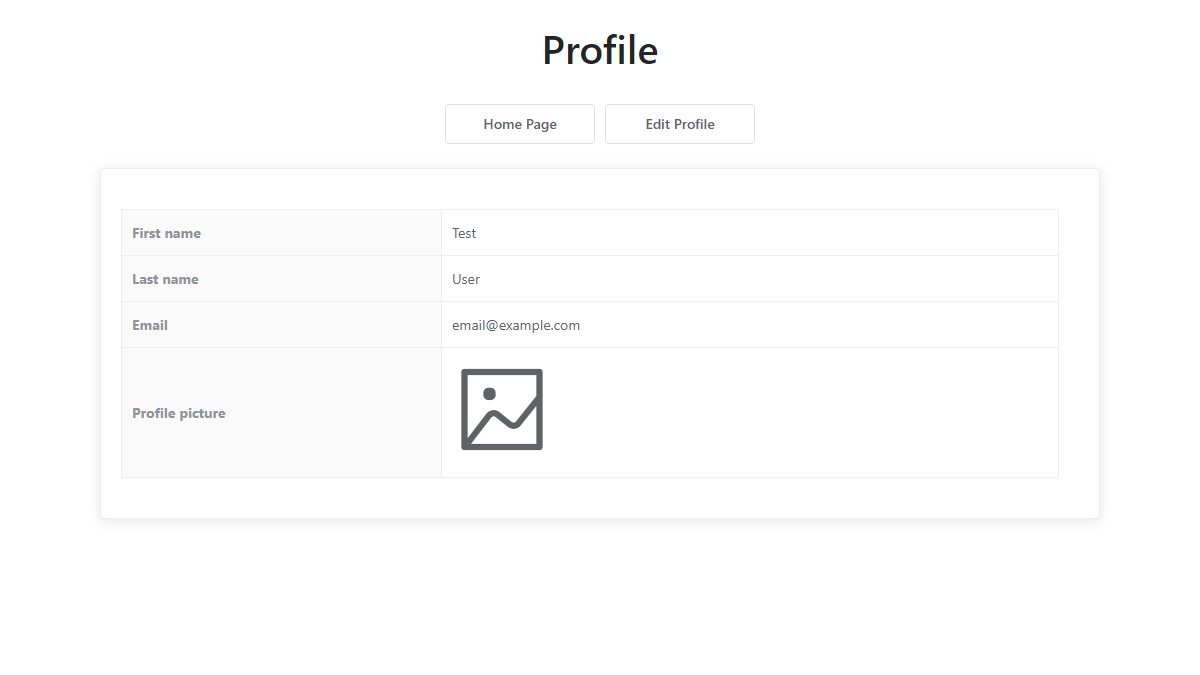 Profile
Home Page
Edit Profile
First name Test
Last name User
Email email@example.com
Profile picture